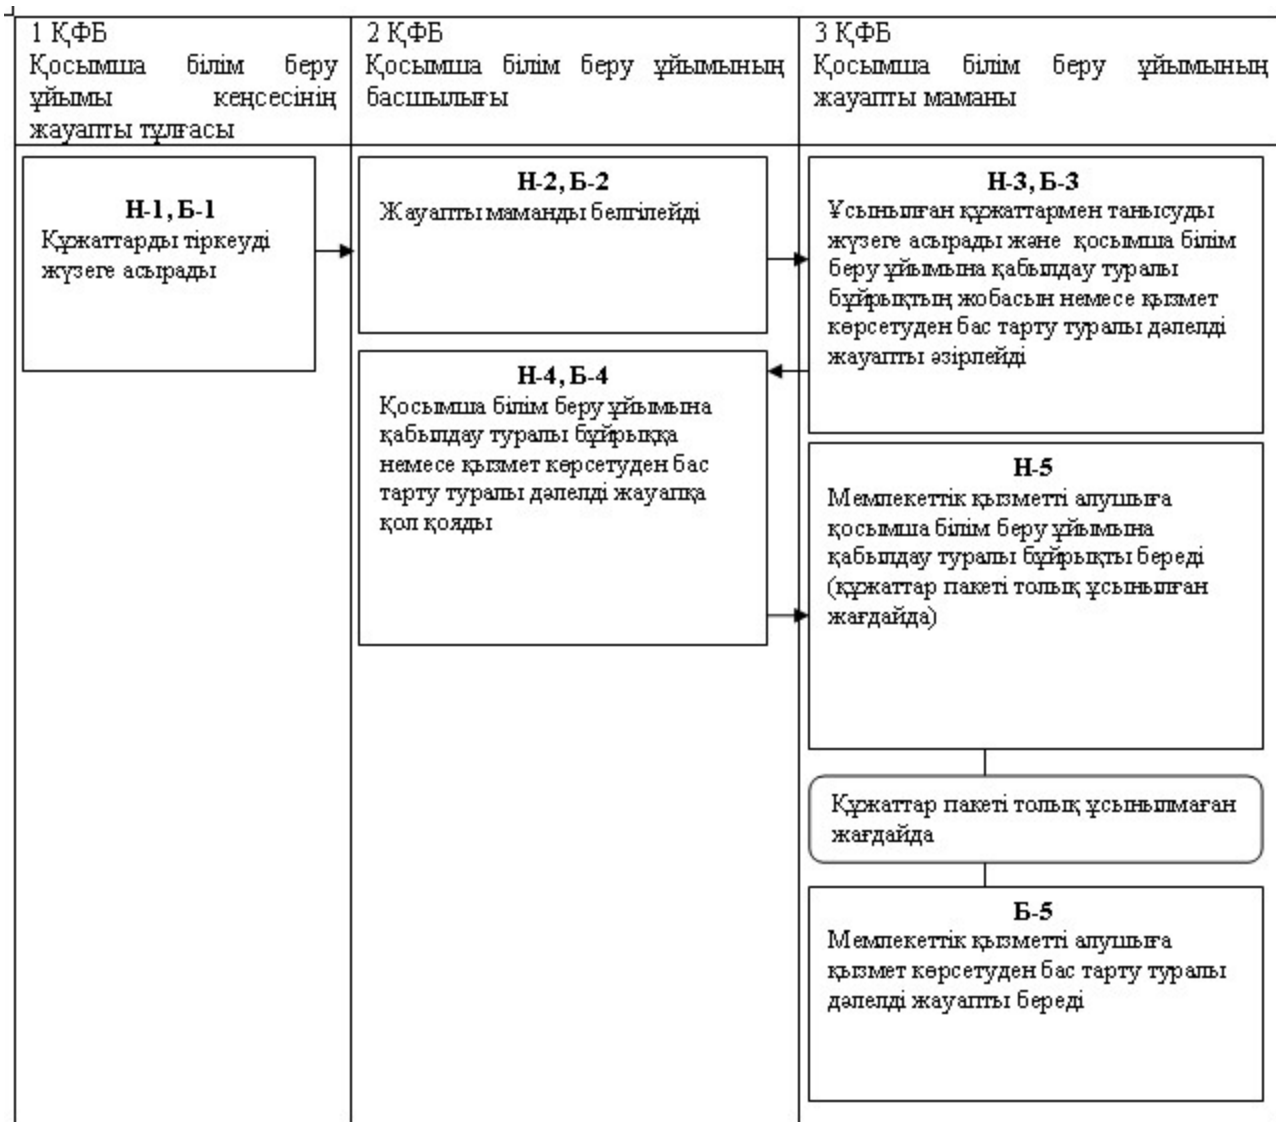 1 ҚФБ
Қосымша білім беру
ұйымы кеңсесінің
жауапты тұлғасы
2 ҚФБ
Қосымша білім беру ұйымының
басшылығы
3 ҚФБ
Қосымша білім беру ұйымының
жауапты маманы
Н-1, Б-1
Құжаттарды тіркеуді
жүзеге асырады
Н-2, Б-2
Жауапты маманды белгілейді
Н-3, Б-3
Ұсынылған құжаттармен танысуды
жүзеге асырады және қосымша білім
беру ұйымына қабылдау туралы
бұйрықтың жобасын немесе қызмет
көрсетуден бас тарту туралы дәлелді
жауапты әзірлейді
Н-4, Б-4
Қосымша білім беру ұйымына
қабылдау туралы бұйрыққа
немесе қызмет көрсетуден бас
тарту туралы дәлелді жауапқа
қол қояды
Н-5
Мемлекеттік қызметті алушыға
қосымша білім беру ұйымына
қабылдау туралы бұйрықты береді
(құжаттар пакеті толық ұсынылған
жағдайда)
Құжаттар пакеті толық ұсынылмаған
жағдайда
Б-5
Мемлекеттік қызметті алушыға
қызмет көрсетуден бас тарту туралы
дәлелді жауапты береді